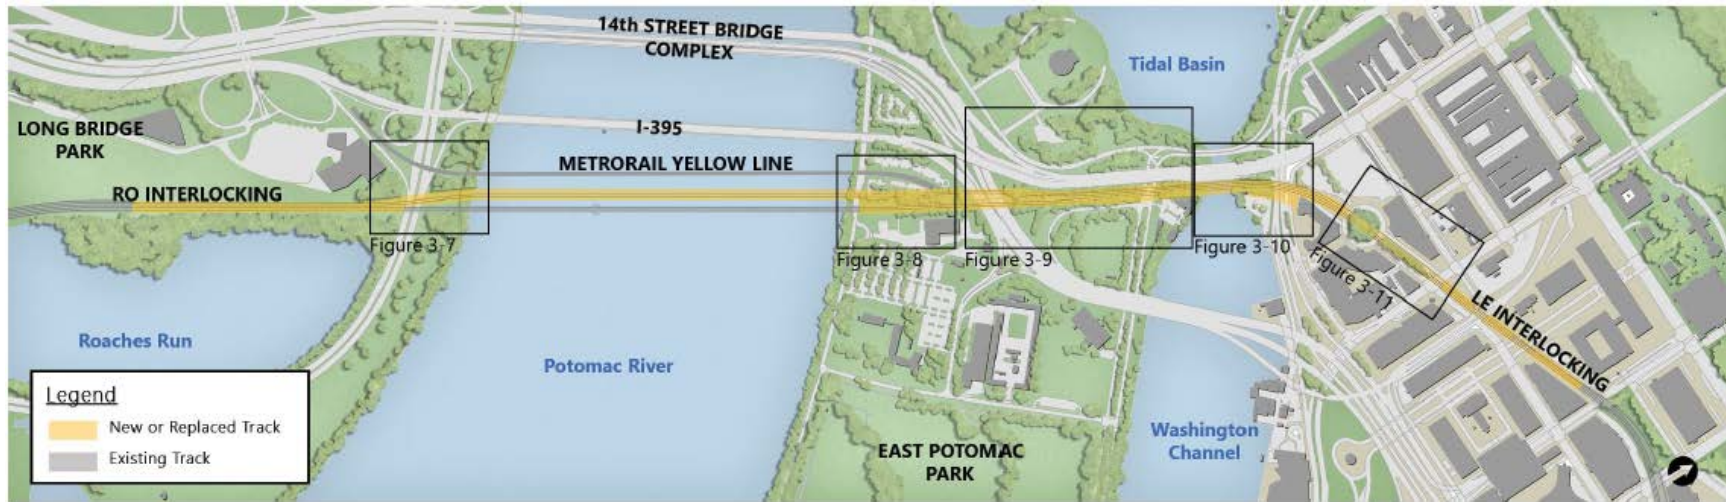 14th STREET BRIDGE
COMPLEX
Tidal Basin
I-395
LONG BRIDGE
PARK
METRORAIL YELLOW LINE
RO INTERLOCKING
Figure 3-7
Figure 3-8
Figure 3-9
Figure 3-10
Figure 3-11
LE INTERLOCKING
Roaches Run
Potomac River
EAST POTOMAC
PARK
Washington
Channel
Legend
New or Replaced Track
Existing Track